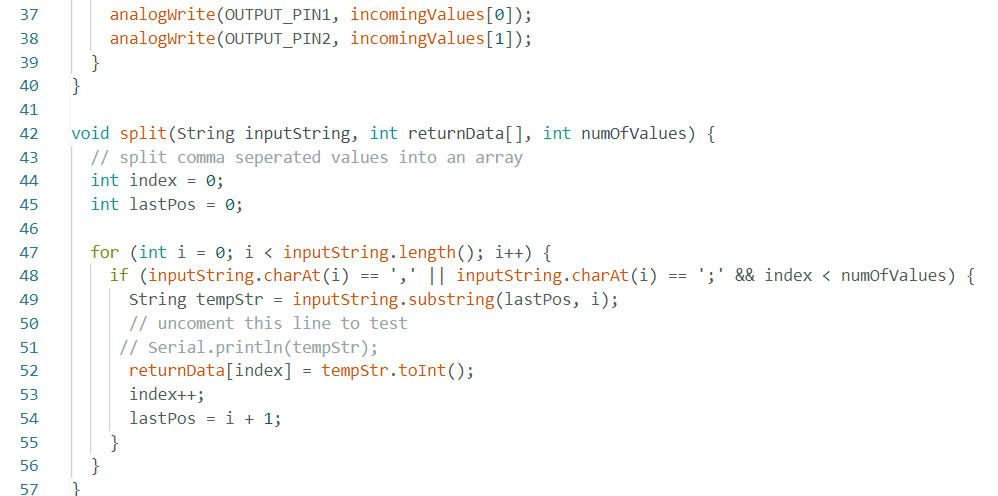 37 analogWrite(OUTPUT_PIN1, incomingValues[0]);
38 analogWrite(OUTPUT_PIN2, incomingValues[1]);
39 }
40 }
41
42 void split(String inputString, int returnData[], int numOfValues) {
43 // split comma seperated values into an array
44 int index = 0;
45 int lastPos = 0;
46
47 for (int i = 0; i < inputString.length(); i++) {
48 if (inputString.charAt(i) == ',' || inputString.charAt(i) == ';' && index < numOfValues) {
49 String tempStr = inputString.substring(lastPos, i);
50 // uncoment this line to test
51 // Serial.println(tempStr);
52 returnData[index] = tempStr.toInt();
53 index++;
54 lastPos = i + 1;
55 }
56 }
57 }